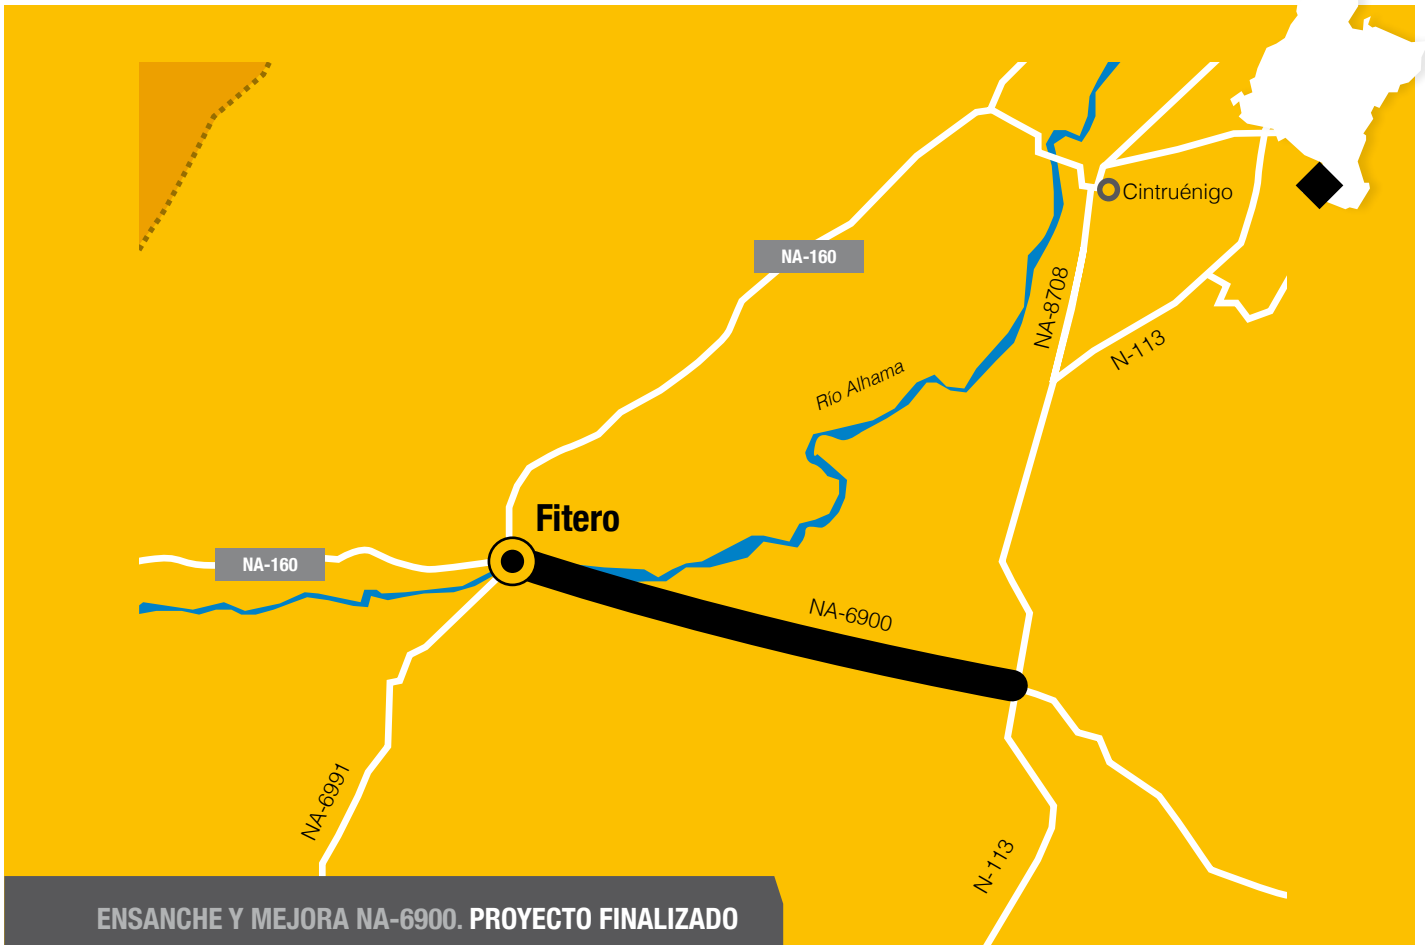 Cintruénigo
NA-160
NA-8708
N-113
Río Alhama
Fitero
NA-160
NA-6900
NA-6991
N-113
ENSANCHE Y MEJORA NA-6900. PROYECTO FINALIZADO